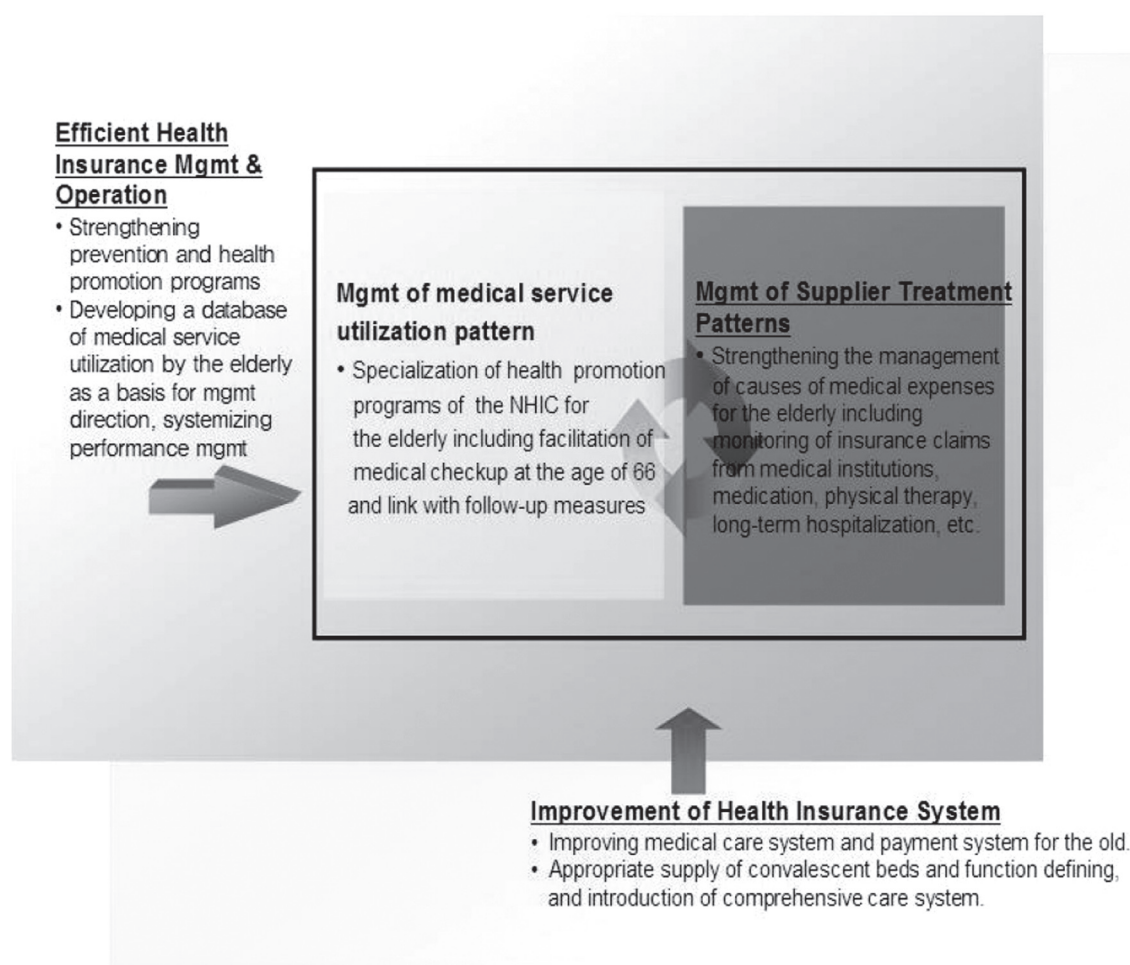 Efficient Health
Insurance Mgmt &
Operation
• Strengthening
prevention and health
promotion programs
• Developing a database
of medical service
utilization by the elderly
as a basis for mgmt
direction, systemizing
performance mgmt
Mgmt of medical service
utilization pattern
• Specialization of health promotion
programs of the NHIC for
the elderly including facilitation of
medical checkup at the age of 66
and link with follow-up measures
Mgmt of Supplier Treatment
Patterns
• Strengthening the management
of causes of medical expenses
for the elderly including
monitoring of insurance claims
from medical institutions,
medication, physical therapy,
long-term hospitalization, etc.
Improvement of Health Insurance System
• Improving medical care system and payment system for the old.
• Appropriate supply of convalescent beds and function defining,
and introduction of comprehensive care system.